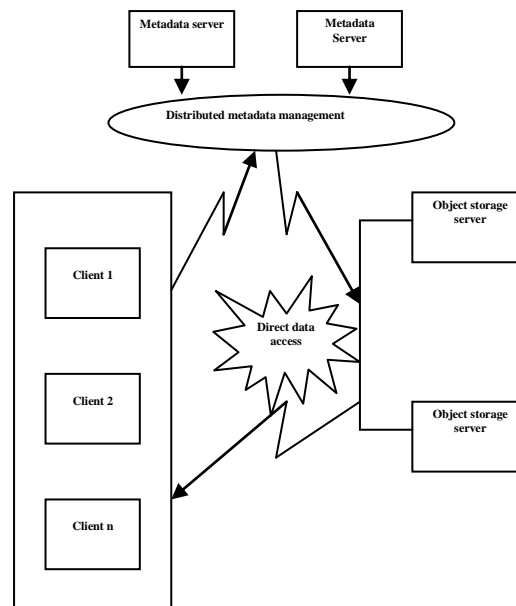 Metadata server
Metadata
Server
Distributed metadata management
Object storage
server
Client 1
Direct data
access
Client 2
Object storage
server
Client n